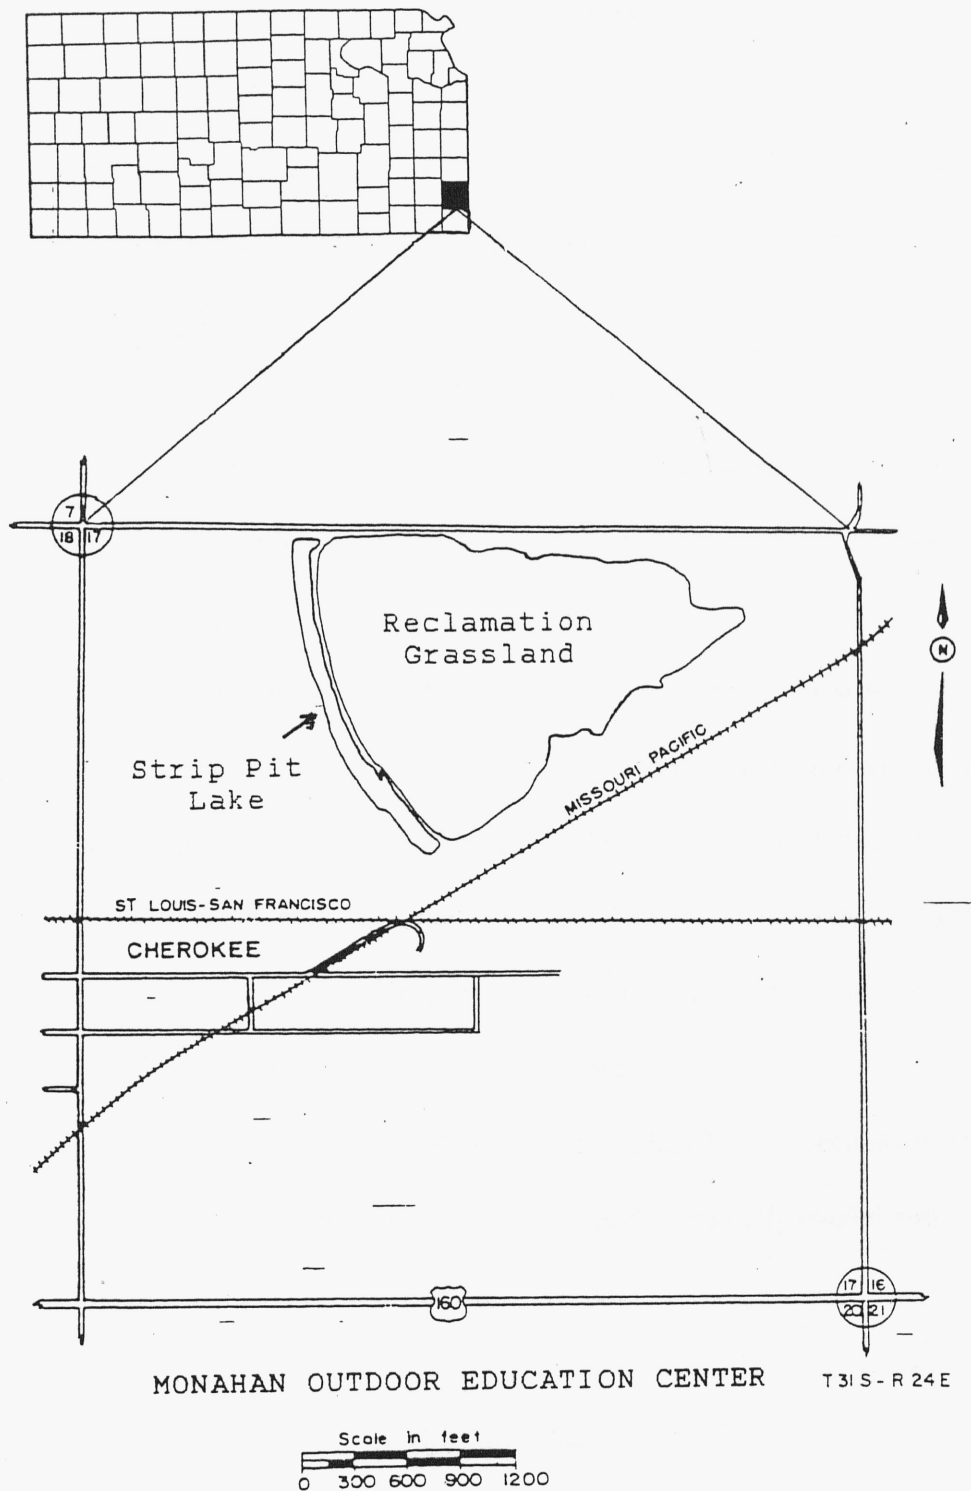 7
18 17
Reclamation
Grassland
Strip Pit
Lake
N
MISSOURI PACIFIC
ST LOUIS-SAN FRANCISCO
CHEROKEE
160
17 16
20 21
MONAHAN OUTDOOR EDUCATION CENTER
T31S-R24E
Scale in feet
0 300 600 900 1200